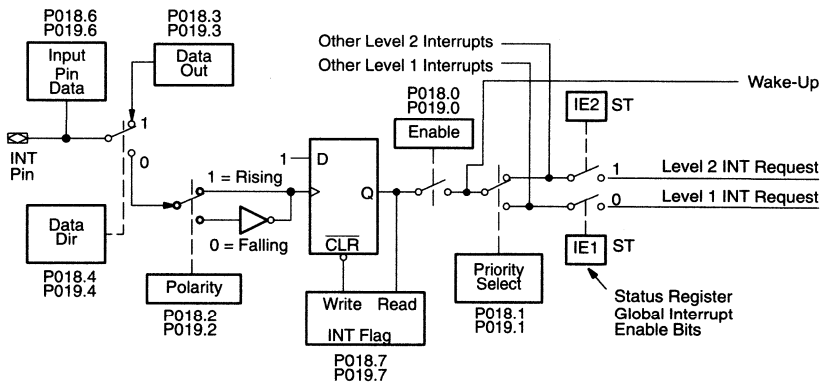 P018.6
P019.6
Input
Pin
Data
P018.3
P019.3
Data
Out
1
0
INT
Pin
Data
Dir
P018.4
P019.4
1 = Rising
0 = Falling
Polarity
P018.2
P019.2
1
D
Q
CLR
Write Read
INT Flag
P018.7
P019.7
Other Level 2 Interrupts
Other Level 1 Interrupts
P018.0
P019.0
Enable
Wake-Up
IE2 ST
1 Level 2 INT Request
0 Level 1 INT Request
IE1 ST
Priority
Select
P018.1
P019.1
Status Register
Global Interrupt
Enable Bits